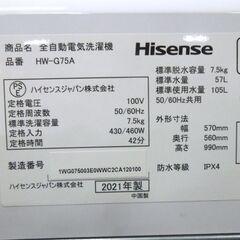 商品名 全自動電気洗濯機
品番 HW-G75A
Hisense
PS E
ハイセンスジャパン株式会社
定格電圧 100V
定格周波数 50/60Hz
定格容量 7.5kg
定格消費電力 430/460W
定格時間 42分
標準脱水容量 7.5kg
標準水量 57L
標準使用水量 105L
50/60Hz共用
外形寸法
幅 570mm
奥行 560mm
高さ 990mm
防水等級 IPX4
製造番号
1WG075003E0WWC2CA120100
ハイセンスジャパン株式会社
2021年製
中国製